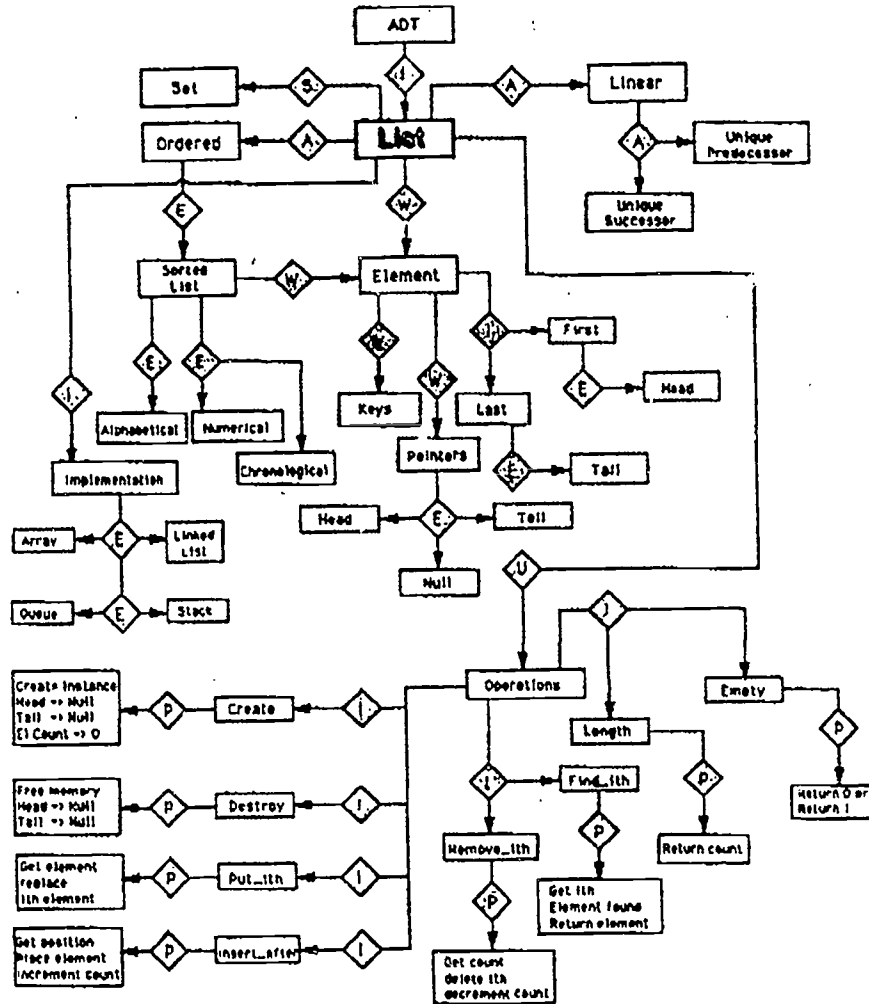 ADT
I
Set
S
A
Linear
Ordered
A
List
A
Unique
Predecessor
Unique
Successor
E
W
Sorted
List
W
Element
First
E
E
W
E
Head
I
Alphabetical
Numerical
Keys
Last
Chronological
Pointers
E
Tail
Implementation
Head
E
Tail
Array
E
Linked
List
Null
U
Queue
E
Stack
I
Operations
Empty
Create Instance
Head => Null
Tail => Null
El Count => 0
P
Create
I
Length
P
I
Find_ith
P
Return 0 or
Return 1
Free Memory
Head => Null
Tail => Null
P
Destroy
I
Remove_ith
P
Return count
Get element
replace
ith element
P
Put_ith
I
P
Get ith
Element found
Return element
Get position
Place element
Increment count
P
Insert_after
I
Get count
delete ith
decrement count